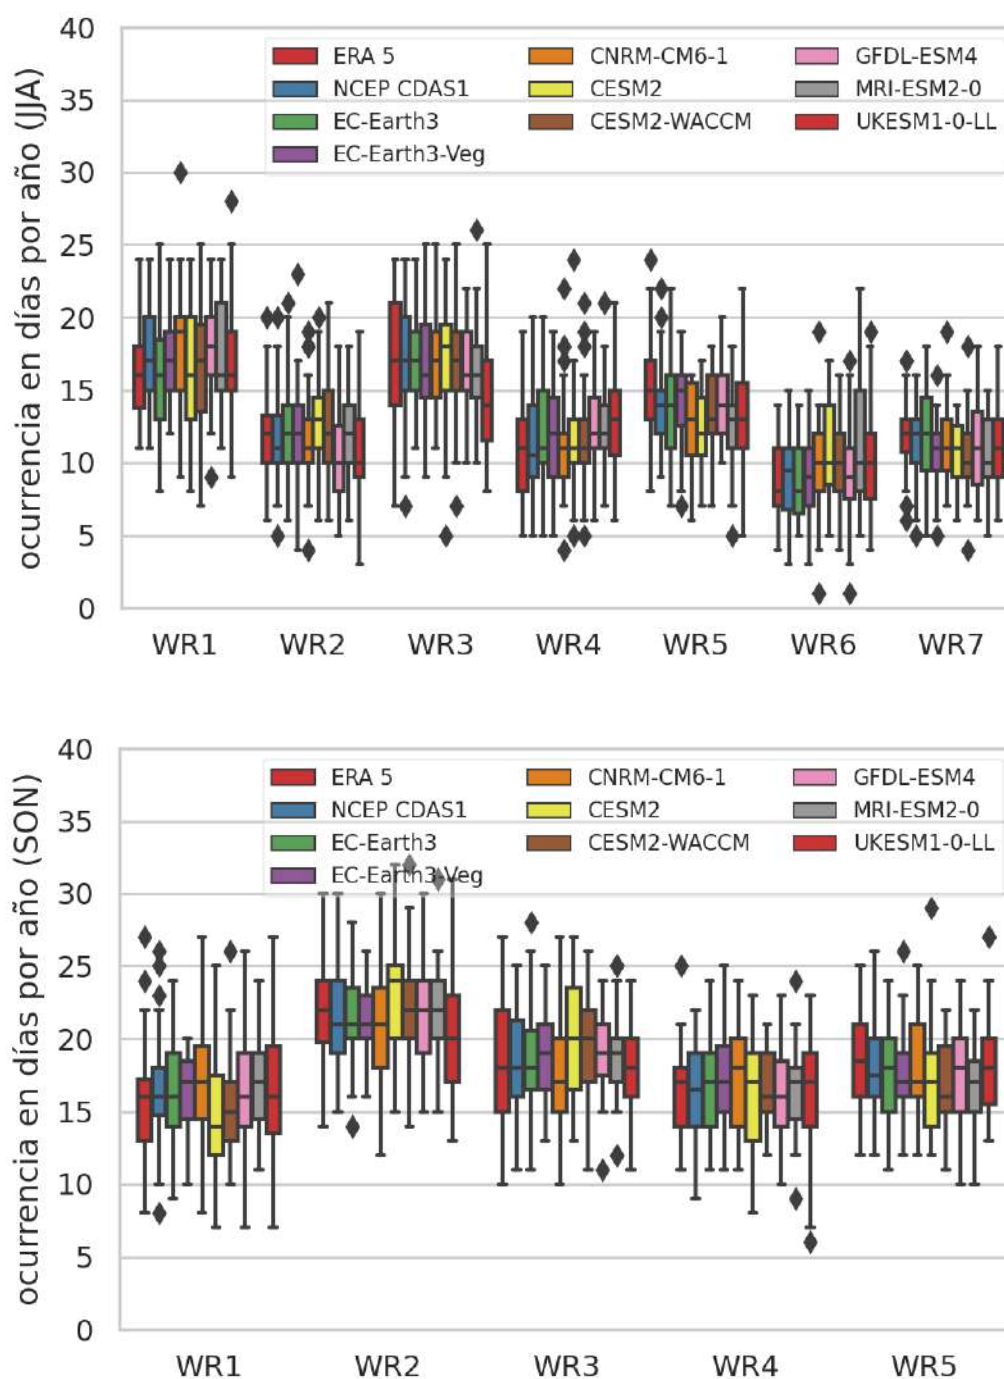 40
35
30
25
20
15
10
5
0
ocurrencia en días por año (JJA)
ERA 5 CNRM-CM6-1 GFDL-ESM4
NCEP CDAS1 CESM2 MRI-ESM2-0
EC-Earth3 CESM2-WACCM UKESM1-0-LL
EC-Earth3-Veg
WR1 WR2 WR3 WR4 WR5 WR6 WR7
40
35
30
25
20
15
10
5
0
ocurrencia en días por año (SON)
ERA 5 CNRM-CM6-1 GFDL-ESM4
NCEP CDAS1 CESM2 MRI-ESM2-0
EC-Earth3 CESM2-WACCM UKESM1-0-LL
EC-Earth3-Veg
WR1 WR2 WR3 WR4 WR5